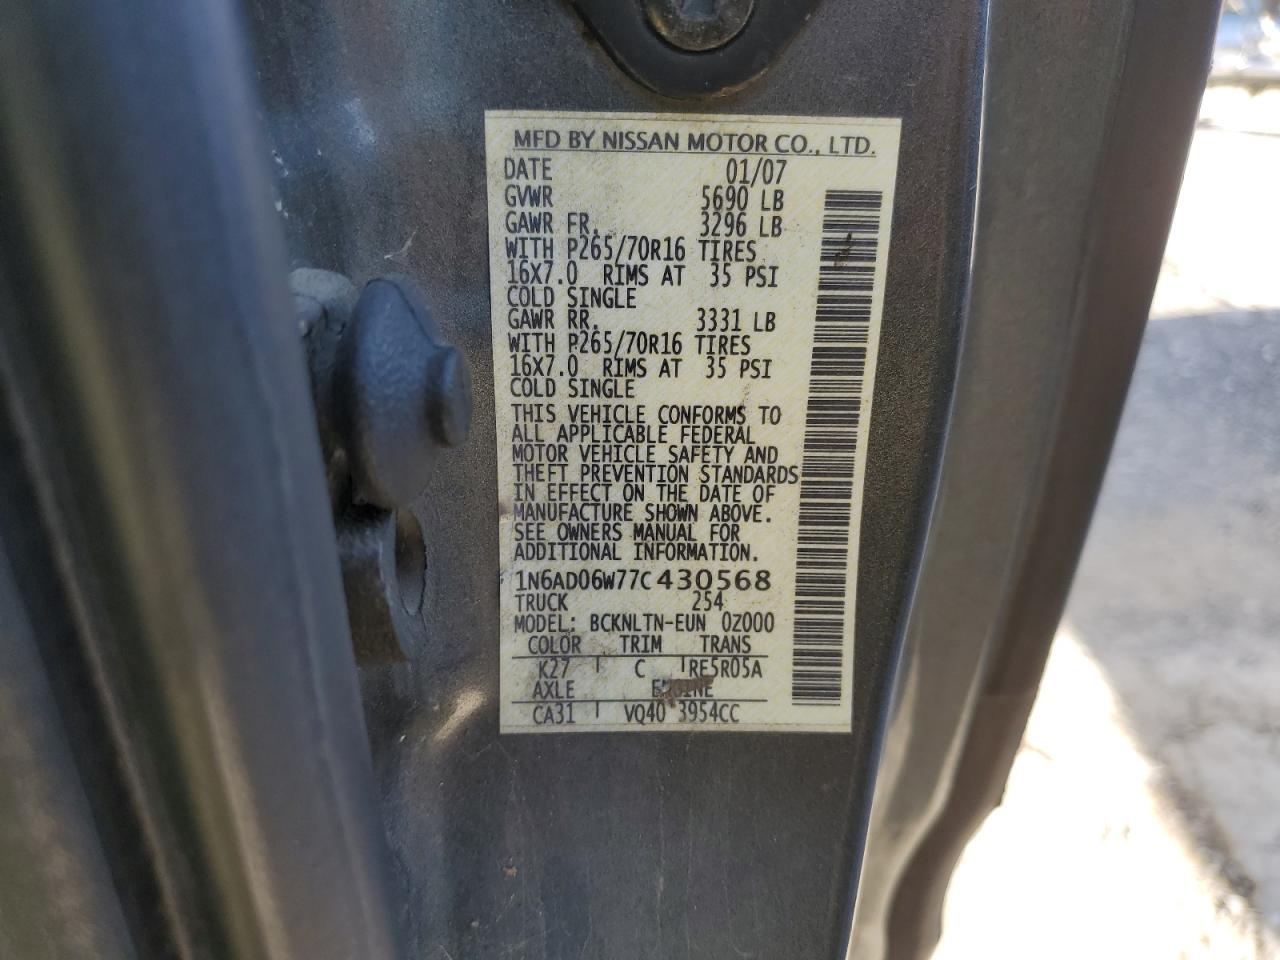 MFD BY NISSAN MOTOR CO., LTD.
DATE 01/07
GVWR 5690 LB
GAWR FR. 3296 LB
WITH P265/70R16 TIRES
16X7.0 RIMS AT 35 PSI
COLD SINGLE
GAWR RR. 3331 LB
WITH P265/70R16 TIRES
16X7.0 RIMS AT 35 PSI
COLD SINGLE
THIS VEHICLE CONFORMS TO
ALL APPLICABLE FEDERAL
MOTOR VEHICLE SAFETY AND
THEFT PREVENTION STANDARDS
IN EFFECT ON THE DATE OF
MANUFACTURE SHOWN ABOVE.
SEE OWNERS MANUAL FOR
ADDITIONAL INFORMATION.
1N6AD06W77C430568
TRUCK 254
MODEL: BCKNLTN-EUN 0Z000
COLOR TRIM TRANS
K27 C RE5R05A
AXLE ENGINE
CA31 VQ40 3954CC